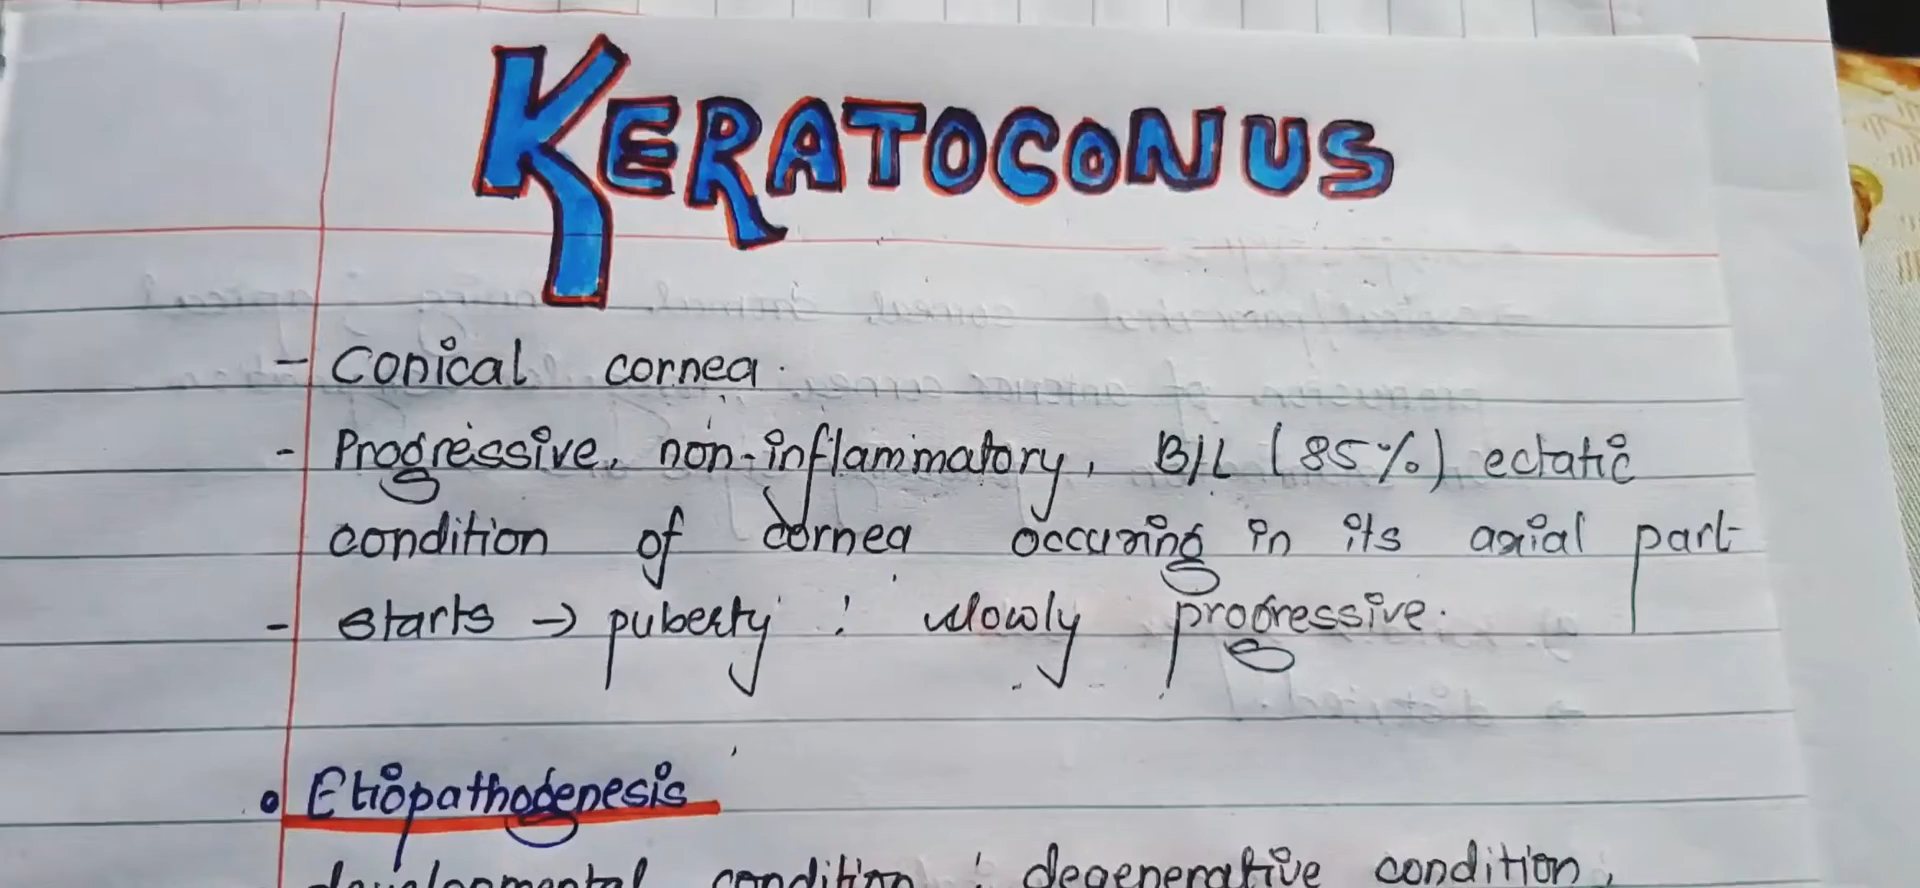 KERATOCONUS
- Conical cornea.
- Progressive, non-inflammatory, B/L (85%) ectatic
condition of cornea occuring in its axial part
- starts → puberty : slowly progressive.
• Etiopathogenesis
developmental condition ; degenerative condition,